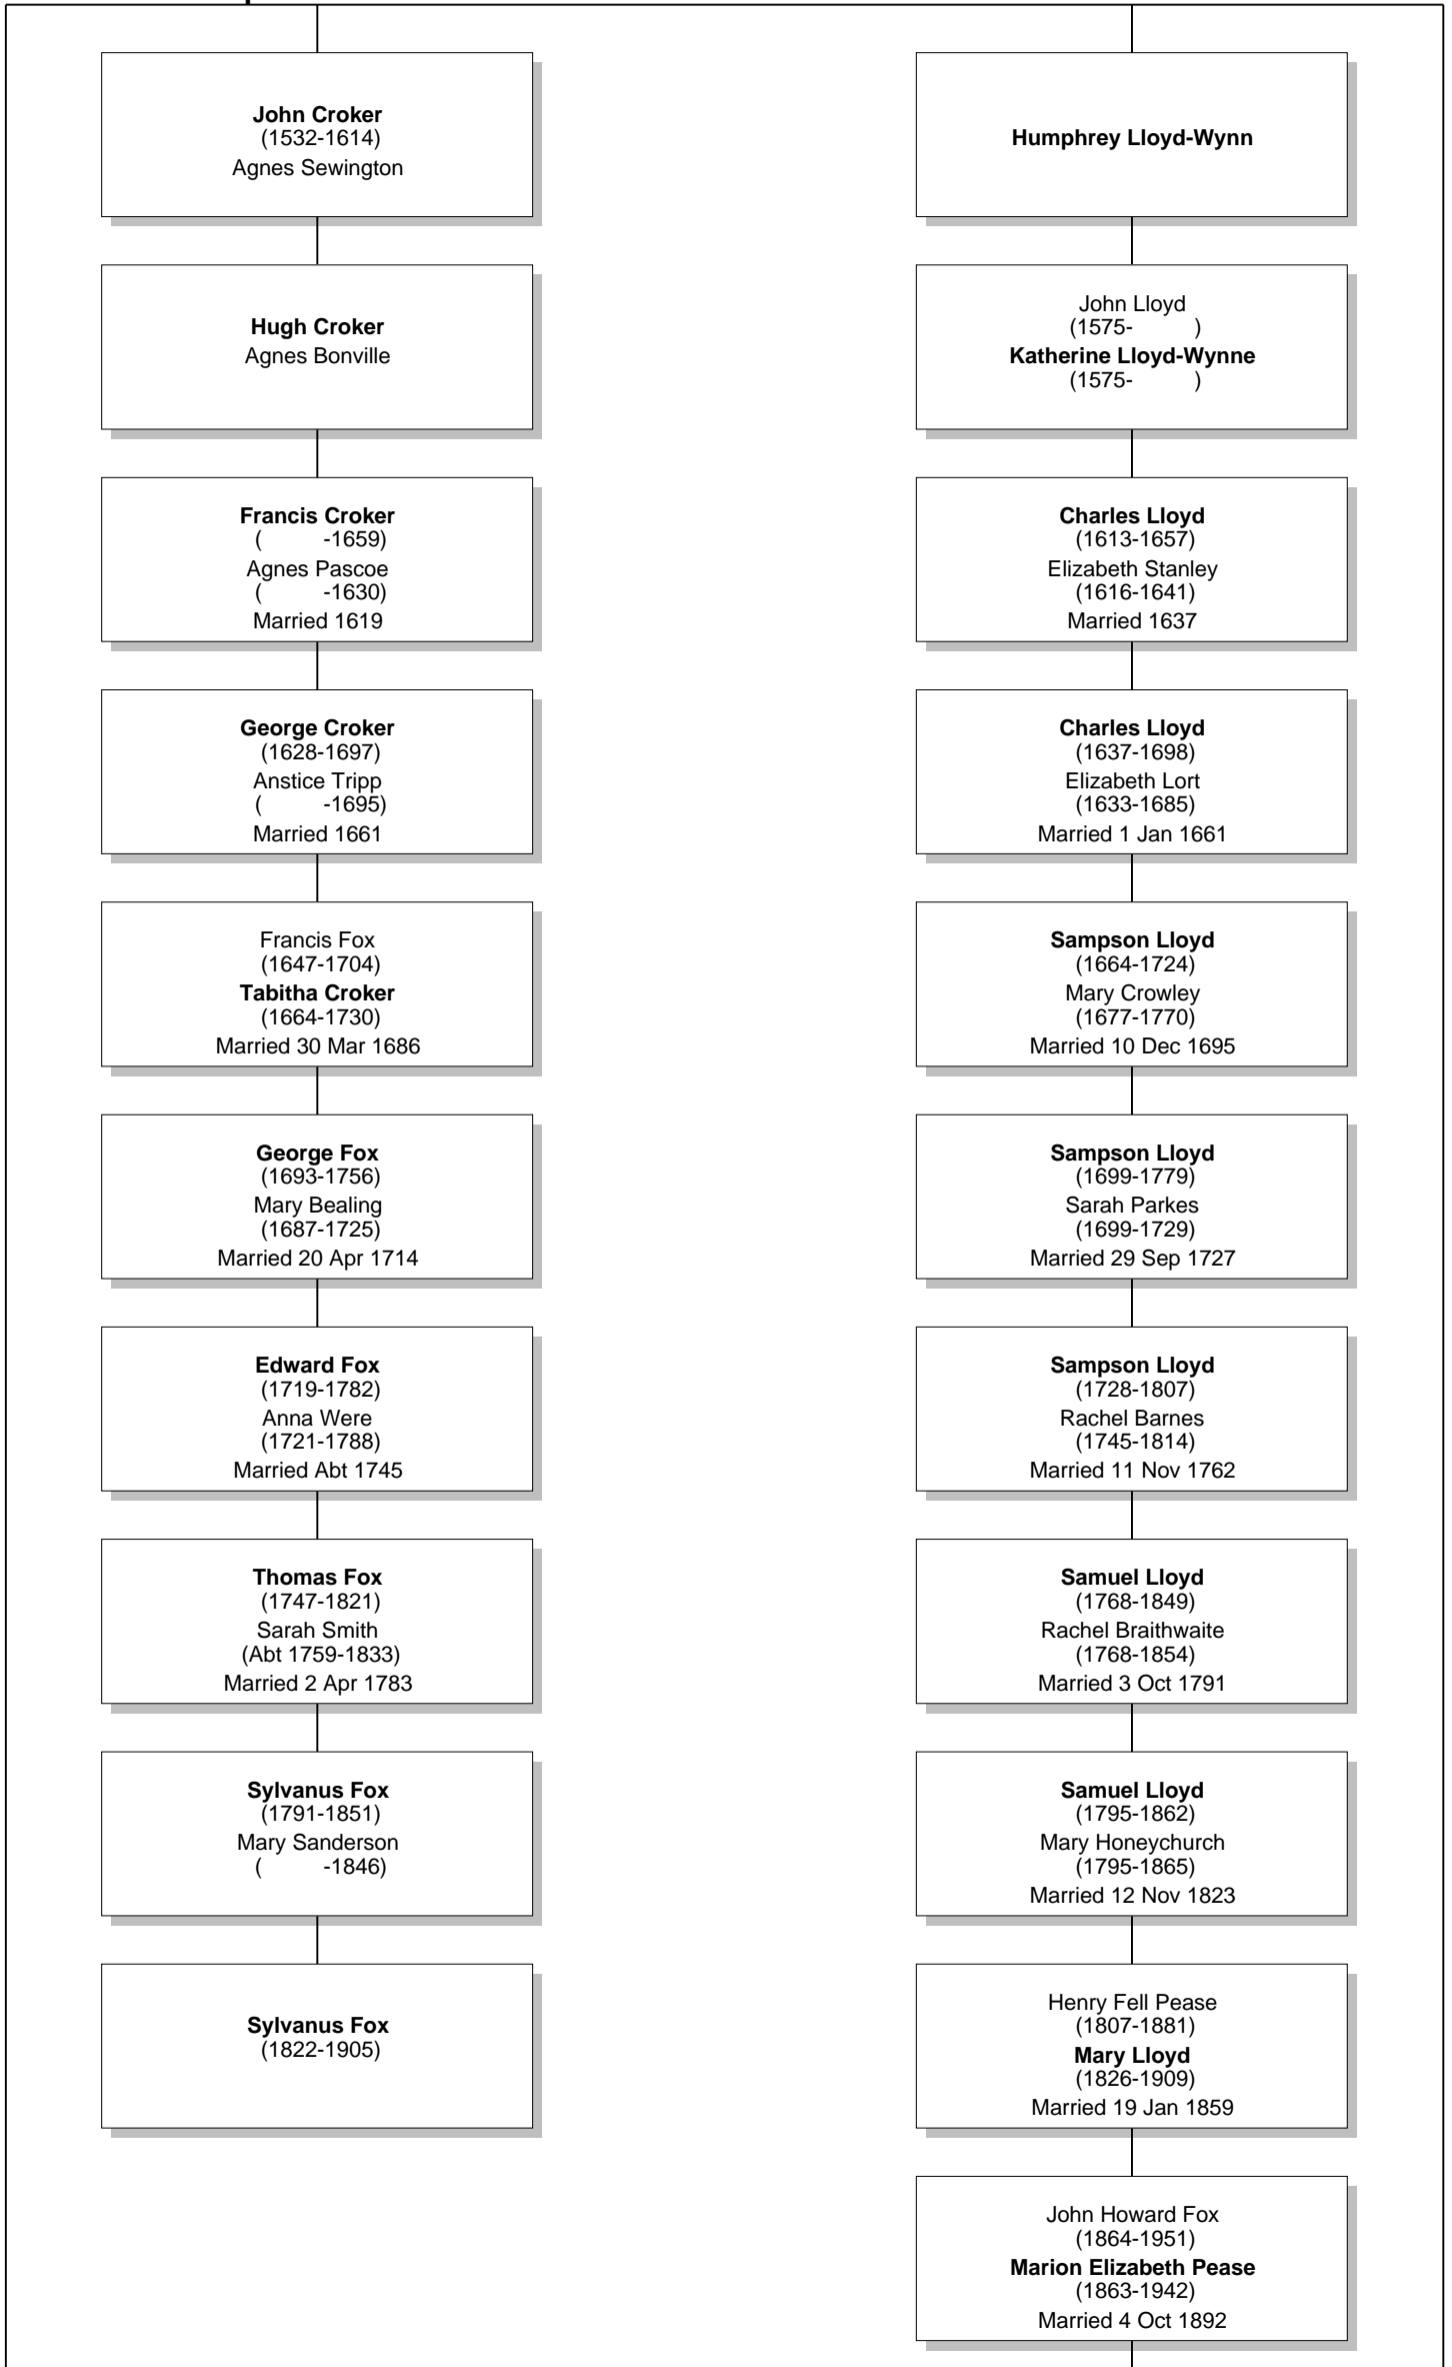 John Croker
(1532-1614)
Agnes Sewington
Humphrey Lloyd-Wynn
Hugh Croker
Agnes Bonville
John Lloyd
(1575- )
Katherine Lloyd-Wynne
(1575- )
Francis Croker
( -1659)
Agnes Pascoe
( -1630)
Married 1619
Charles Lloyd
(1613-1657)
Elizabeth Stanley
(1616-1641)
Married 1637
George Croker
(1628-1697)
Anstice Tripp
( -1695)
Married 1661
Charles Lloyd
(1637-1698)
Elizabeth Lort
(1633-1685)
Married 1 Jan 1661
Francis Fox
(1647-1704)
Tabitha Croker
(1664-1730)
Married 30 Mar 1686
Sampson Lloyd
(1664-1724)
Mary Crowley
(1677-1770)
Married 10 Dec 1695
George Fox
(1693-1756)
Mary Bealing
(1687-1725)
Married 20 Apr 1714
Sampson Lloyd
(1699-1779)
Sarah Parkes
(1699-1729)
Married 29 Sep 1727
Edward Fox
(1719-1782)
Anna Were
(1721-1788)
Married Abt 1745
Sampson Lloyd
(1728-1807)
Rachel Barnes
(1745-1814)
Married 11 Nov 1762
Thomas Fox
(1747-1821)
Sarah Smith
(Abt 1759-1833)
Married 2 Apr 1783
Samuel Lloyd
(1768-1849)
Rachel Braithwaite
(1768-1854)
Married 3 Oct 1791
Sylvanus Fox
(1791-1851)
Mary Sanderson
( -1846)
Samuel Lloyd
(1795-1862)
Mary Honeychurch
(1795-1865)
Married 12 Nov 1823
Sylvanus Fox
(1822-1905)
Henry Fell Pease
(1807-1881)
Mary Lloyd
(1826-1909)
Married 19 Jan 1859
John Howard Fox
(1864-1951)
Marion Elizabeth Pease
(1863-1942)
Married 4 Oct 1892